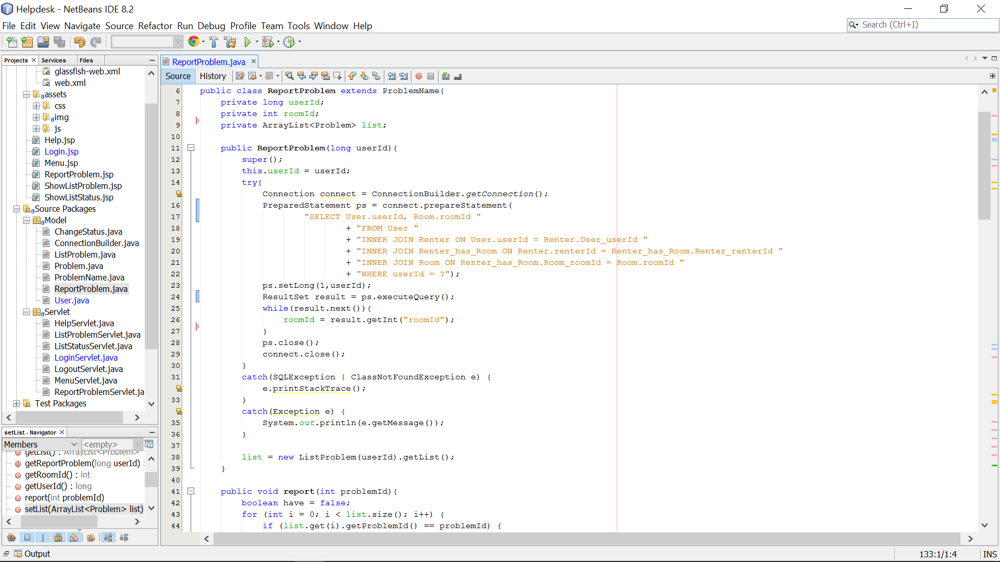 Helpdesk - NetBeans IDE 8.2
File Edit View Navigate Source Refactor Run Debug Profile Team Tools Window Help
Search (Ctrl+I)
Projects Services Files
glassfish-web.xml
web.xml
assets
css
img
js
Help.jsp
Login.jsp
Menu.jsp
ReportProblem.jsp
ShowListProblem.jsp
ShowListStatus.jsp
Source Packages
Model
ChangeStatus.java
ConnectionBuilder.java
ListProblem.java
Problem.java
ProblemName.java
ReportProblem.java
User.java
Servlet
HelpServlet.java
ListProblemServlet.java
ListStatusServlet.java
LoginServlet.java
LogoutServlet.java
MenuServlet.java
ReportProblemServlet.ja
Test Packages
setList - Navigator
Members <empty>
getList() : ArrayList<Problem>
getReportProblem(long userId) :
getRoomId() : int
getUserId() : long
report(int problemId)
setList(ArrayList<Problem> list)
ReportProblem.java
Source History
6 public class ReportProblem extends ProblemName{
7 private long userId;
8 private int roomId;
9 private ArrayList<Problem> list;
10
11 public ReportProblem(long userId){
12 super();
13 this.userId = userId;
14 try{
Connection connect = ConnectionBuilder.getConnection();
16 PreparedStatement ps = connect.prepareStatement(
17 "SELECT User.userId, Room.roomId "
18 + "FROM User "
19 + "INNER JOIN Renter ON User.userId = Renter.User_userId "
20 + "INNER JOIN Renter_has_Room ON Renter.renterId = Renter_has_Room.Renter_renterId "
21 + "INNER JOIN Room ON Renter_has_Room.Room_roomId = Room.roomId "
22 + "WHERE userId = ?");
23 ps.setLong(1,userId);
24 ResultSet result = ps.executeQuery();
25 while(result.next()){
26 roomId = result.getInt("roomId");
27 }
28 ps.close();
29 connect.close();
30 }
31 catch(SQLException | ClassNotFoundException e) {
e.printStackTrace();
33 }
catch(Exception e) {
35 System.out.println(e.getMessage());
36 }
37
38 list = new ListProblem(userId).getList();
39 }
40
41 public void report(int problemId){
42 boolean have = false;
43 for (int i = 0; i < list.size(); i++) {
44 if (list.get(i).getProblemId() == problemId) {
Output
133:1/1:4 INS